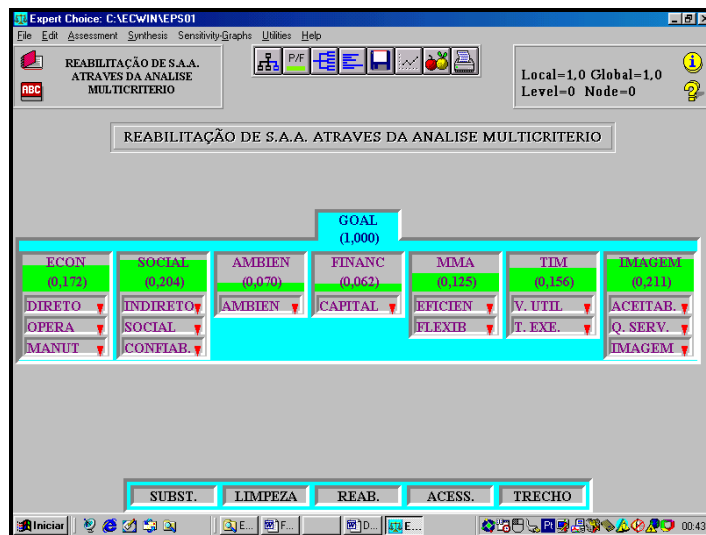 Expert Choice: C:\ECWIN\EPS01
File Edit Assessment Synthesis Sensitivity-Graphs Utilities Help
REABILITAÇÃO DE S.A.A.
ATRAVES DA ANALISE
MULTICRITERIO
ABC
P/F
Local=1,0 Global=1,0
Level=0 Node=0
REABILITAÇÃO DE S.A.A. ATRAVES DA ANALISE MULTICRITERIO
GOAL
(1,000)
ECON SOCIAL AMBIEN FINANC MMA TIM IMAGEM
(0,172) (0,204) (0,070) (0,062) (0,125) (0,156) (0,211)
DIRETO INDIRETO AMBIEN CAPITAL EFICIEN V. UTIL ACEITAB.
OPERA SOCIAL FLEXIB T. EXE. Q. SERV.
MANUT CONFIAB. IMAGEM
SUBST. LIMPEZA REAB. ACESS. TRECHO
Iniciar E... F... D... E... Pt 00:43